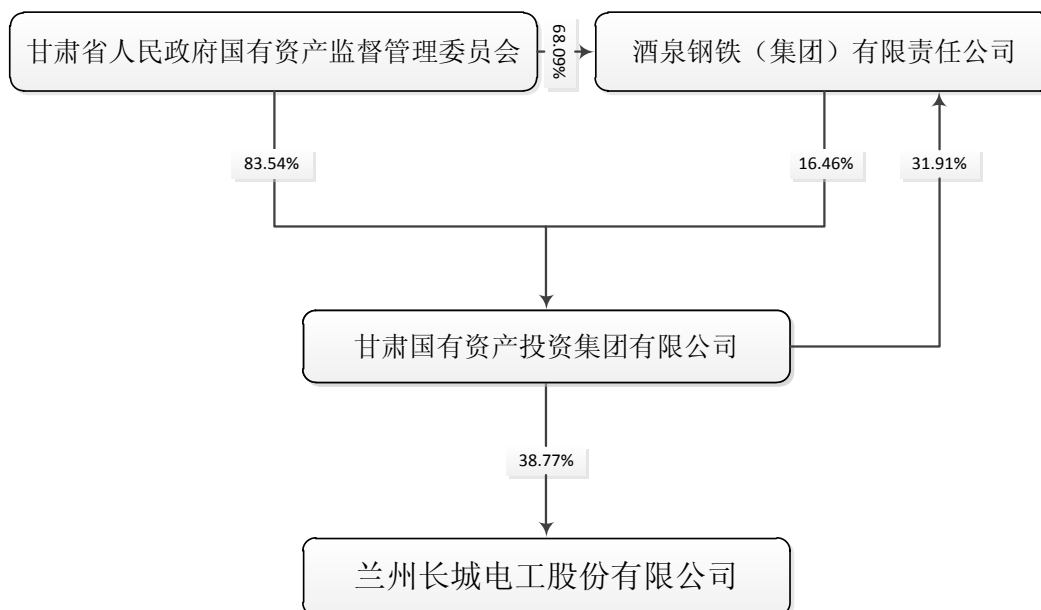 甘肃省人民政府国有资产监督管理委员会
68.09%
酒泉钢铁（集团）有限责任公司
83.54%
16.46%
31.91%
甘肃国有资产投资集团有限公司
38.77%
兰州长城电工股份有限公司